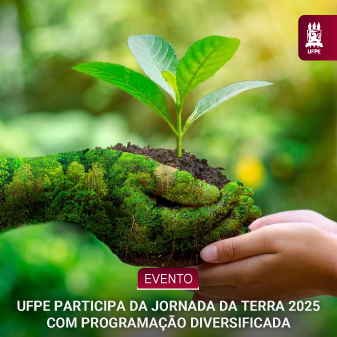 UFPE
EVENTO
UFPE PARTICIPA DA JORNADA DA TERRA 2025
COM PROGRAMAÇÃO DIVERSIFICADA